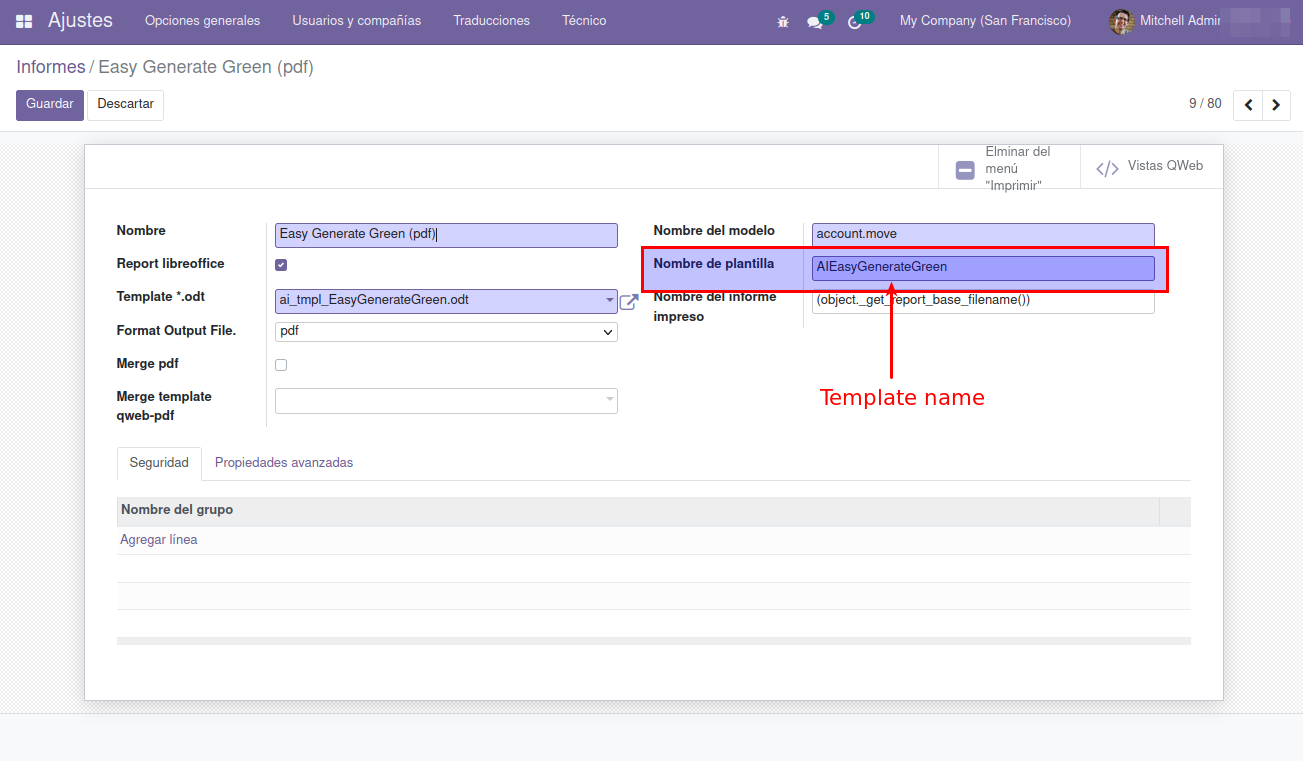 Ajustes Opciones generales Usuarios y compañías Traducciones Técnico 5 10 My Company (San Francisco) Mitchell Admin
Informes / Easy Generate Green (pdf)
Guardar Descartar 9 / 80
Elminar del
menú
"Imprimir"
Vistas QWeb
Nombre Easy Generate Green (pdf)
Report libreoffice
Template *.odt ai_tmpl_EasyGenerateGreen.odt
Format Output File. pdf
Merge pdf
Merge template
qweb-pdf
Nombre del modelo account.move
Nombre de plantilla AIEasyGenerateGreen
Nombre del informe
impreso
(object._get_report_base_filename())
Template name
Seguridad Propiedades avanzadas
Nombre del grupo
Agregar línea